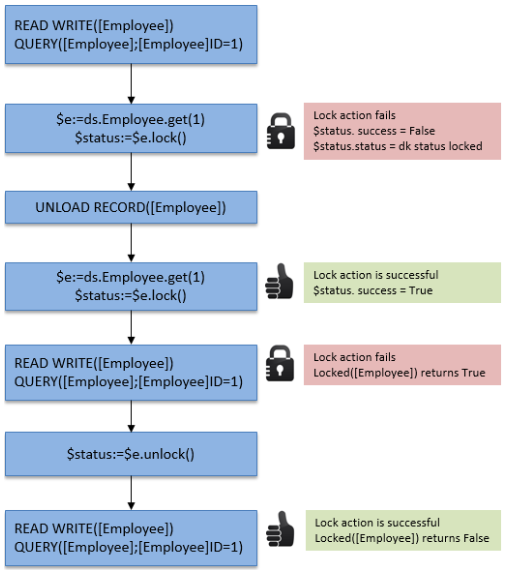 READ WRITE([Employee])
QUERY([Employee];[Employee]ID=1)
$e:=ds.Employee.get(1)
$status:=$e.lock()
Lock action fails
$status. success = False
$status.status = dk status locked
UNLOAD RECORD([Employee])
$e:=ds.Employee.get(1)
$status:=$e.lock()
Lock action is successful
$status. success = True
READ WRITE([Employee])
QUERY([Employee];[Employee]ID=1)
Lock action fails
Locked([Employee]) returns True
$status:=$e.unlock()
READ WRITE([Employee])
QUERY([Employee];[Employee]ID=1)
Lock action is successful
Locked([Employee]) returns False